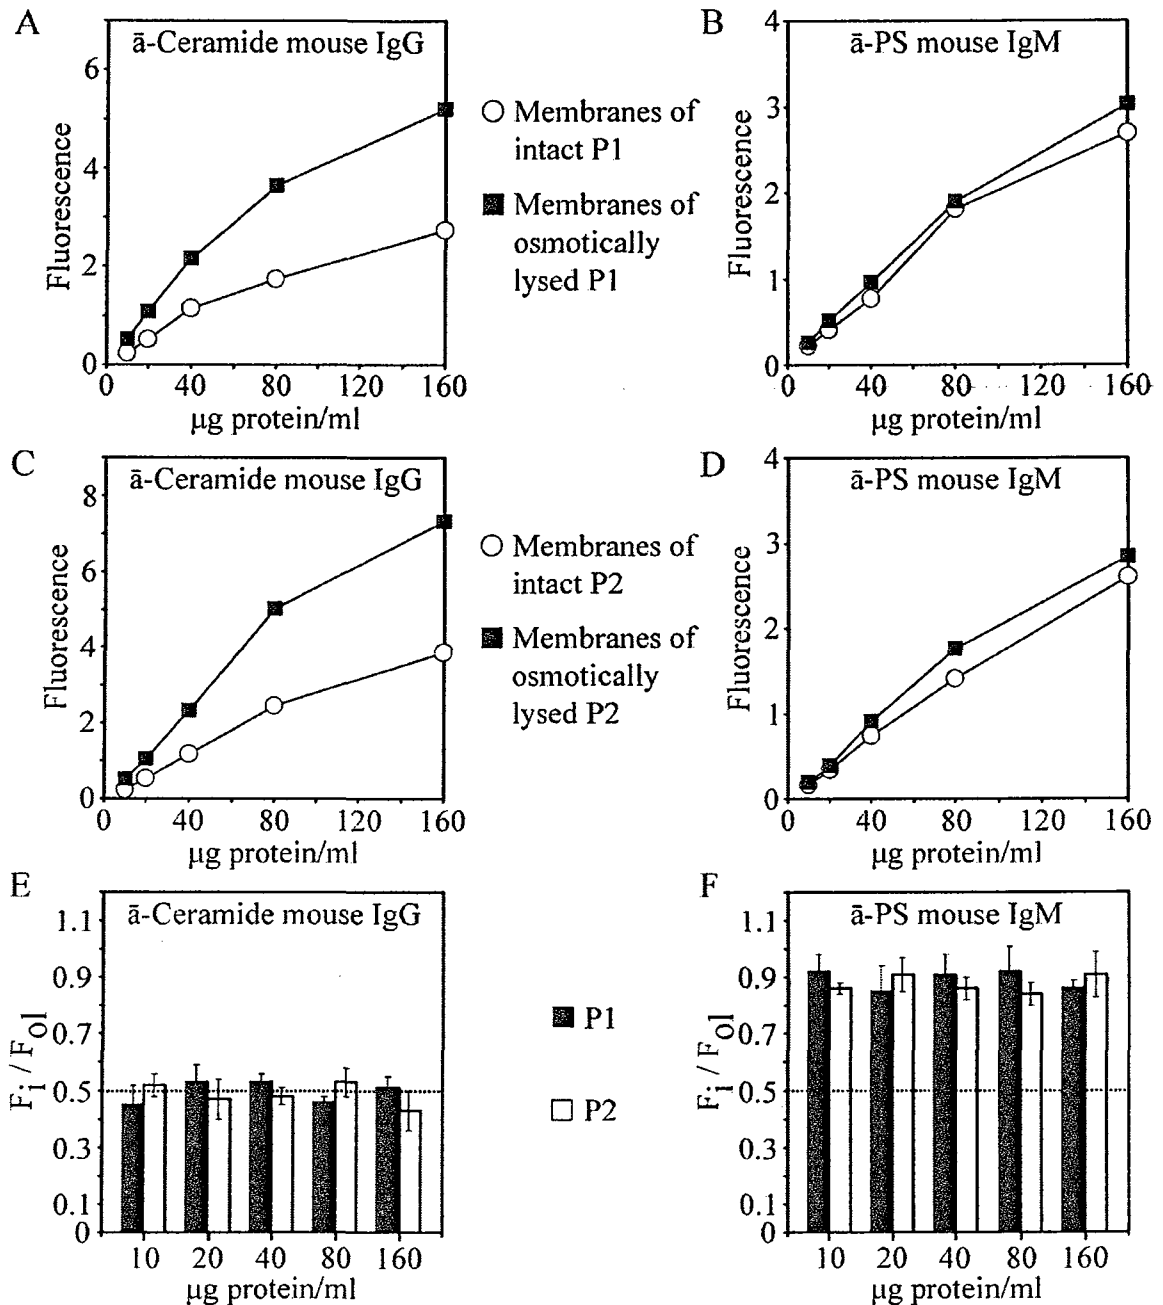 A
ā-Ceramide mouse IgG
6
4
2
0
Fluorescence
0 40 80 120 160
µg protein/ml
Membranes of
intact P1
Membranes of
osmotically
lysed P1
B
ā-PS mouse IgM
4
3
2
1
0
Fluorescence
0 40 80 120 160
µg protein/ml
C
ā-Ceramide mouse IgG
8
6
4
2
0
Fluorescence
0 40 80 120 160
µg protein/ml
Membranes of
intact P2
Membranes of
osmotically
lysed P2
D
ā-PS mouse IgM
4
3
2
1
0
Fluorescence
0 40 80 120 160
µg protein/ml
E
ā-Ceramide mouse IgG
1.1
0.9
0.7
0.5
0.3
0.1
0
Fi / Fol
10 20 40 80 160
µg protein/ml
P1
P2
F
ā-PS mouse IgM
1.1
0.9
0.7
0.5
0.3
0.1
0
Fi / Fol
10 20 40 80 160
µg protein/ml